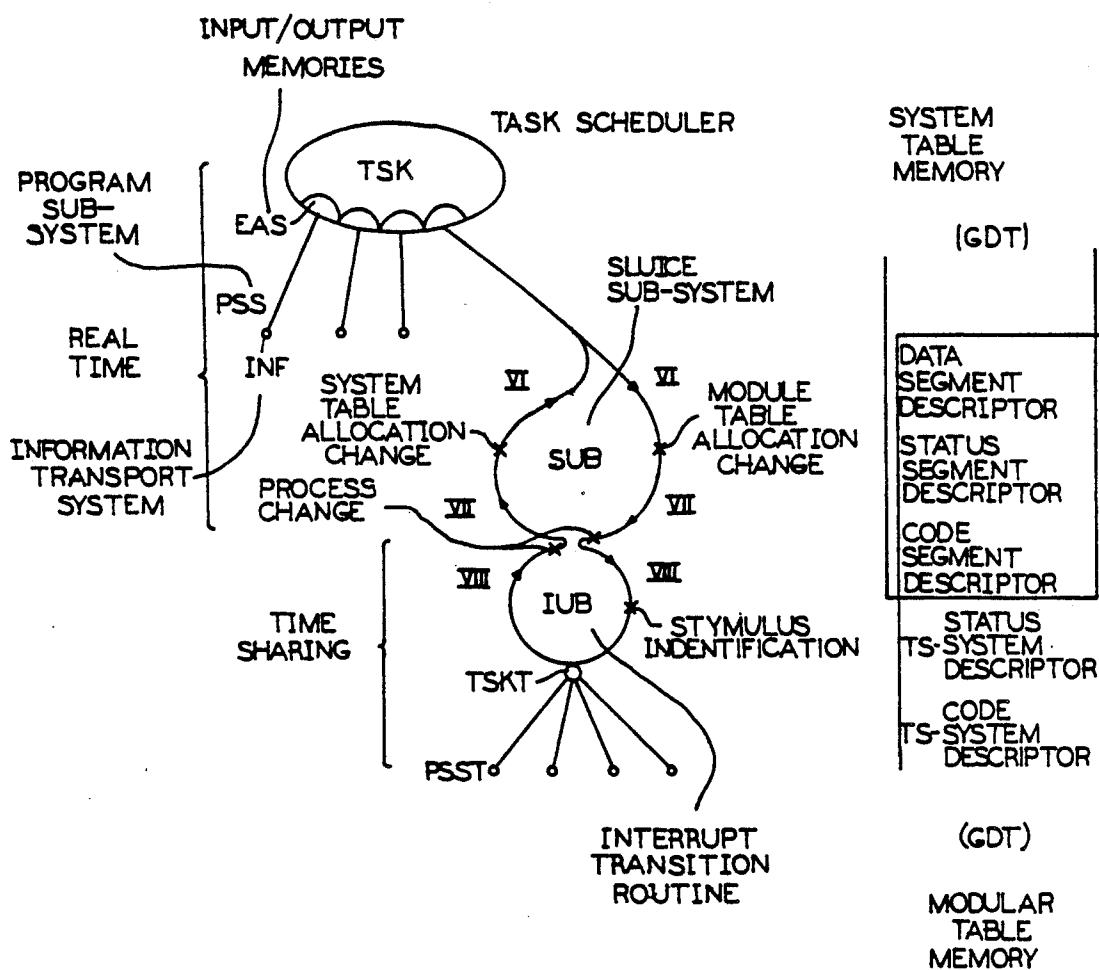 INPUT/OUTPUT
MEMORIES
TASK SCHEDULER
TSK
EAS
PROGRAM
SUB-
SYSTEM
PSS
REAL
TIME
INF
INFORMATION
TRANSPORT
SYSTEM
SLUICE
SUB-SYSTEM
VI
VI
SYSTEM
TABLE
ALLOCATION
CHANGE
MODULE
TABLE
ALLOCATION
CHANGE
SUB
PROCESS
CHANGE
VII
VII
VIII
VIII
IUB
TIME
SHARING
STYMULUS
INDENTIFICATION
TSKT
PSST
INTERRUPT
TRANSITION
ROUTINE
SYSTEM
TABLE
MEMORY
(GDT)
DATA
SEGMENT
DESCRIPTOR
STATUS
SEGMENT
DESCRIPTOR
CODE
SEGMENT
DESCRIPTOR
STATUS
TS-SYSTEM
DESCRIPTOR
CODE
TS-SYSTEM
DESCRIPTOR
(GDT)
MODULAR
TABLE
MEMORY